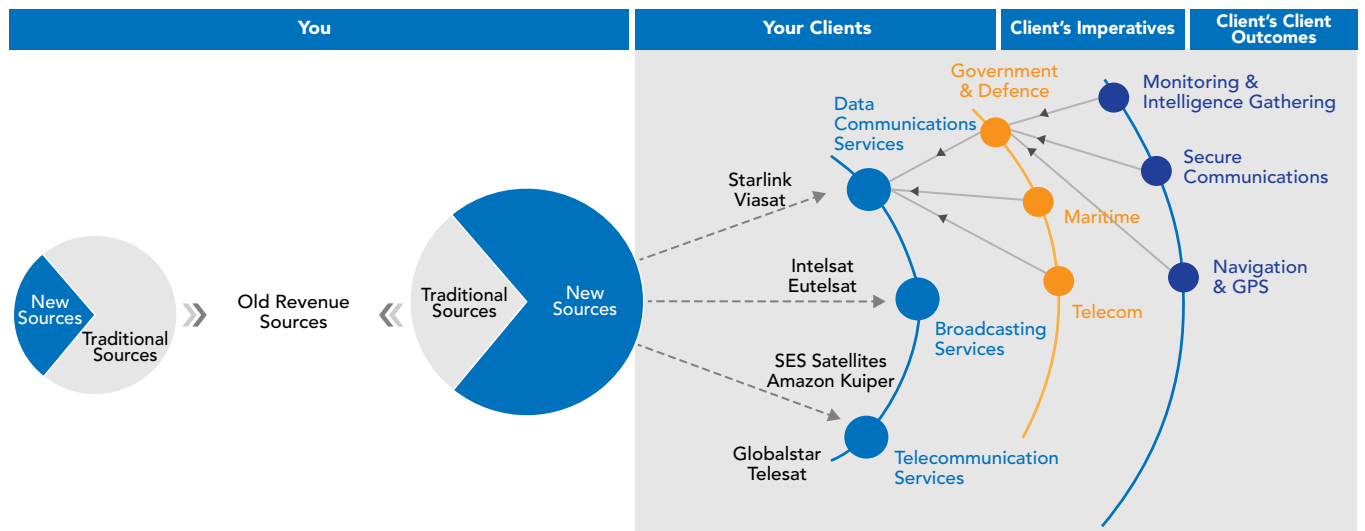 You
Your Clients
Client's Imperatives
Client's Client
Outcomes
New
Sources
Traditional
Sources
Old Revenue
Sources
Traditional
Sources
New
Sources
Starlink
Viasat
Intelsat
Eutelsat
SES Satellites
Amazon Kuiper
Globalstar
Telesat
Data
Communications
Services
Broadcasting
Services
Telecommunication
Services
Government
& Defence
Maritime
Telecom
Monitoring &
Intelligence Gathering
Secure
Communications
Navigation
& GPS